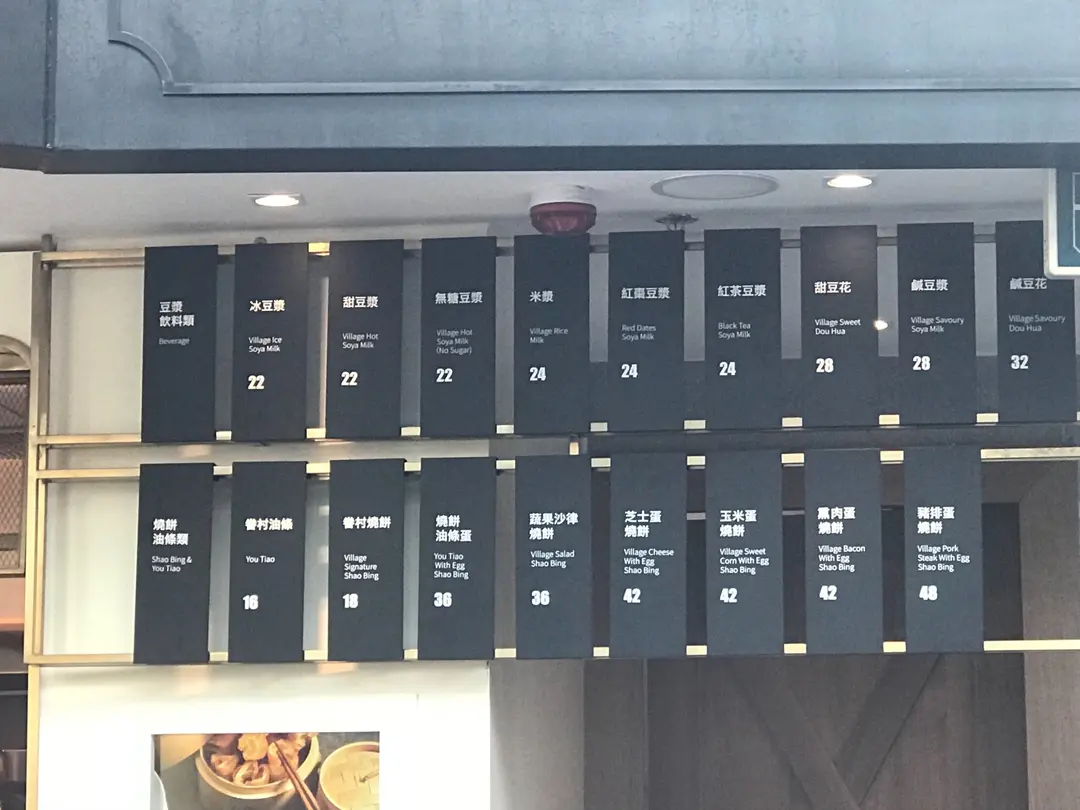 豆漿
飲料類
Beverage
冰豆漿
Village Ice
Soya Milk
22
甜豆漿
Village Hot
Soya Milk
22
無糖豆漿
Village Hot
Soya Milk
(No Sugar)
22
米漿
Village Rice
Milk
24
紅棗豆漿
Red Dates
Soya Milk
24
紅茶豆漿
Black Tea
Soya Milk
24
甜豆花
Village Sweet
Dou Hua
28
鹹豆漿
Village Savoury
Soya Milk
28
鹹豆花
Village Savoury
Dou Hua
32
燒餅
油條類
Shao Bing &
You Tiao
眷村油條
You Tiao
16
眷村燒餅
Village
Signature
Shao Bing
18
燒餅
油條蛋
You Tiao
With Egg
Shao Bing
36
蔬果沙律
燒餅
Village Salad
Shao Bing
36
芝士蛋
燒餅
Village Cheese
With Egg
Shao Bing
42
玉米蛋
燒餅
Village Sweet
Corn With Egg
Shao Bing
42
燻肉蛋
燒餅
Village Bacon
With Egg
Shao Bing
42
豬排蛋
燒餅
Village Pork
Steak With Egg
Shao Bing
48